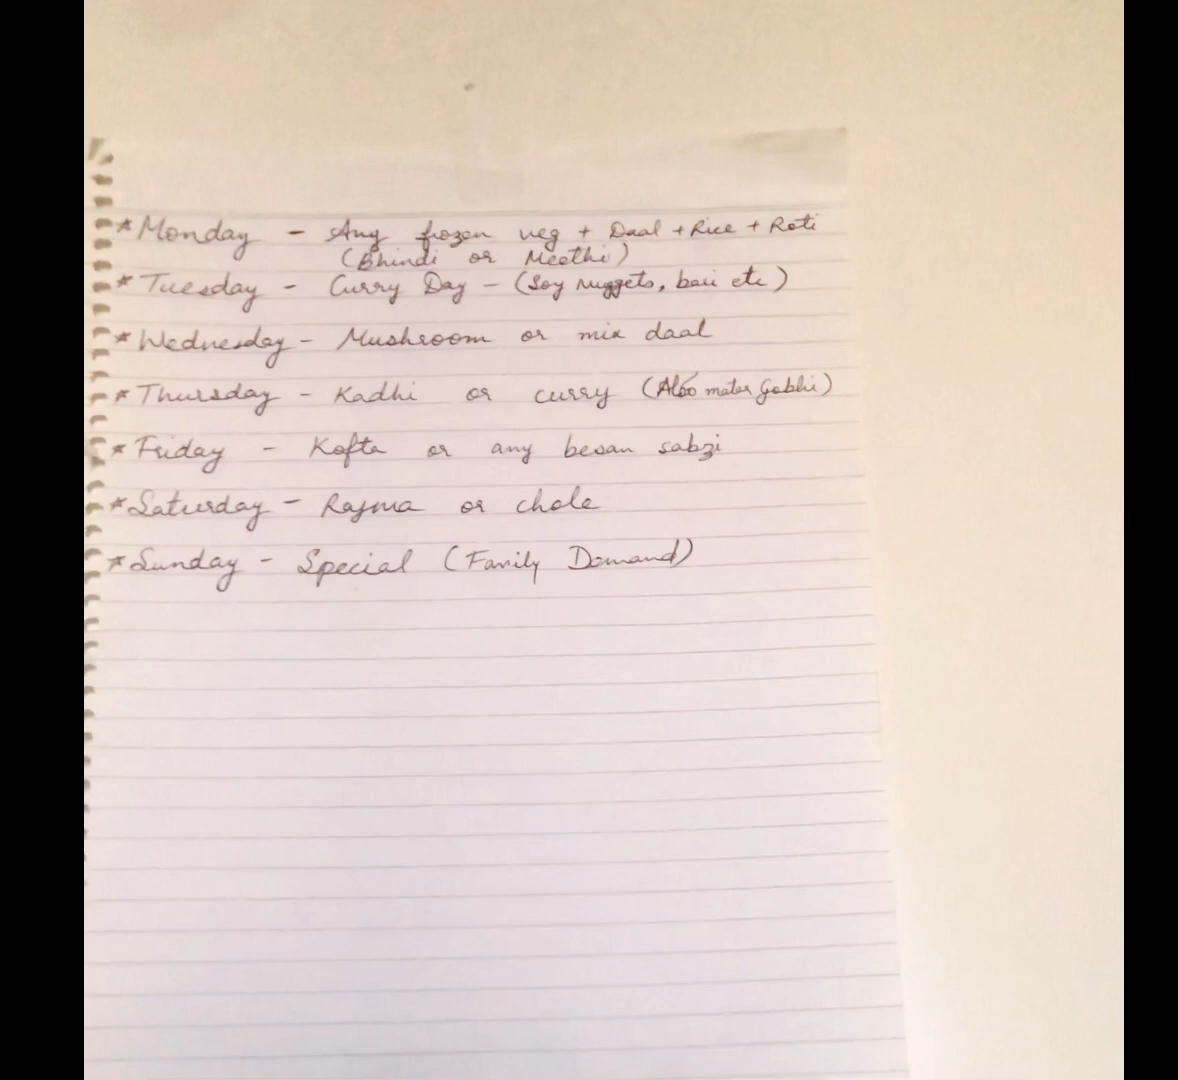 * Monday - Any frozen veg + Daal + Rice + Roti
(Bhindi or Meethi)
* Tuesday - Curry Day - (Soy Nuggets, bari etc)
* Wednesday - Mushroom or mix daal
* Thursday - Kadhi or curry (Also matar Gobhi)
* Friday - Kofta or any besan sabzi
* Saturday - Rajma or chole
* Sunday - Special (Family Demand)